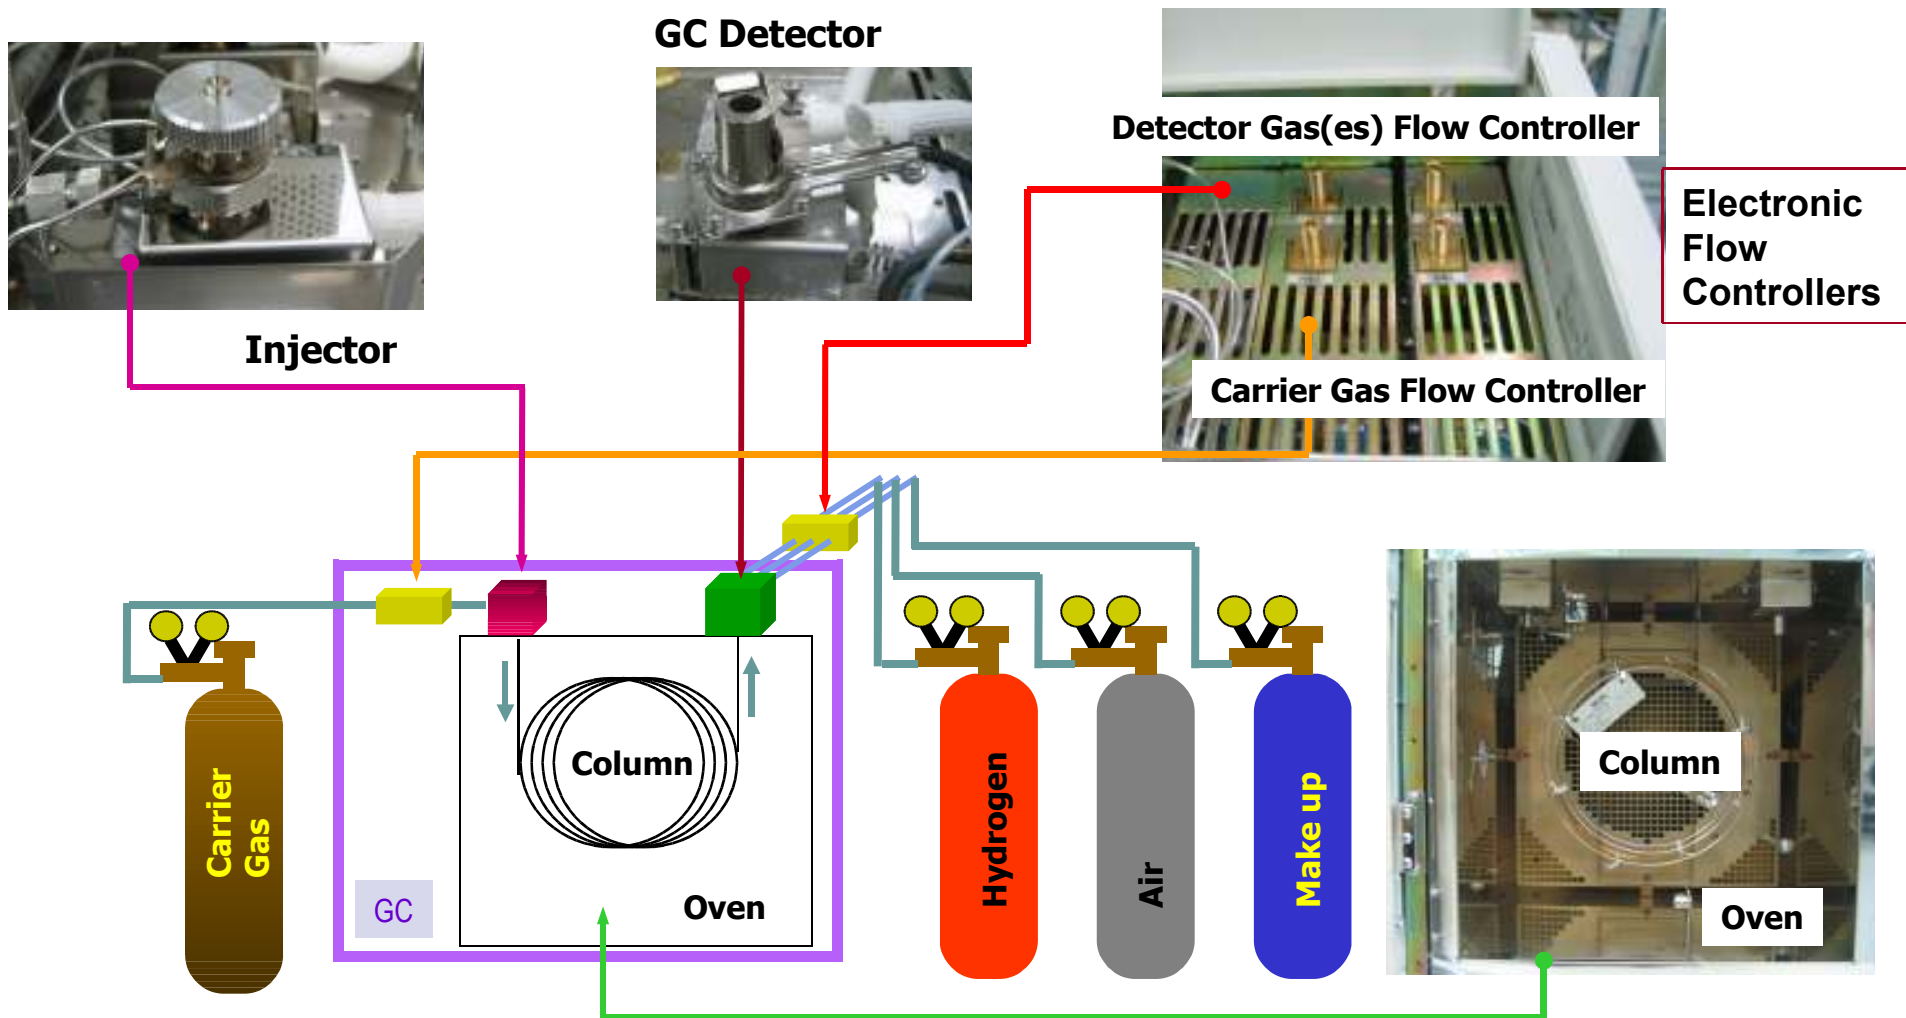 GC Detector
Detector Gas(es) Flow Controller
Electronic
Flow
Controllers
Injector
Carrier Gas Flow Controller
Column
Oven
GC
Carrier
Gas
Hydrogen
Air
Make up
Column
Oven